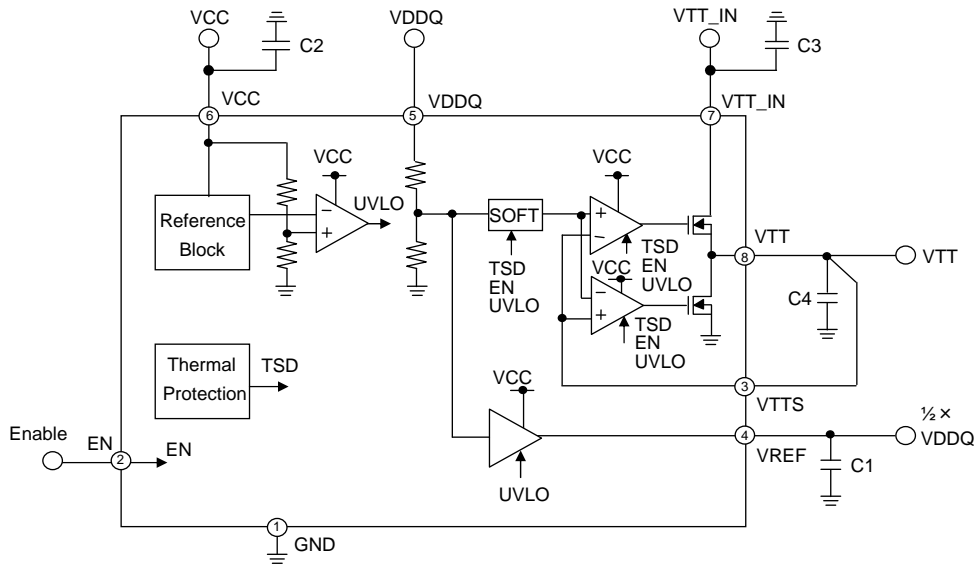 VCC
C2
VDDQ
VTT_IN
C3
6
VCC
5
VDDQ
7
VTT_IN
VCC
UVLO
VCC
Reference
Block
−
+
SOFT
+
−
TSD
EN
UVLO
TSD
EN
UVLO
VTT
8
VTT
VCC
−
+
C4
TSD
EN
UVLO
Thermal
Protection
TSD
VCC
3
VTTS
½ ×
VDDQ
Enable
EN
2
EN
4
VREF
C1
UVLO
1
GND